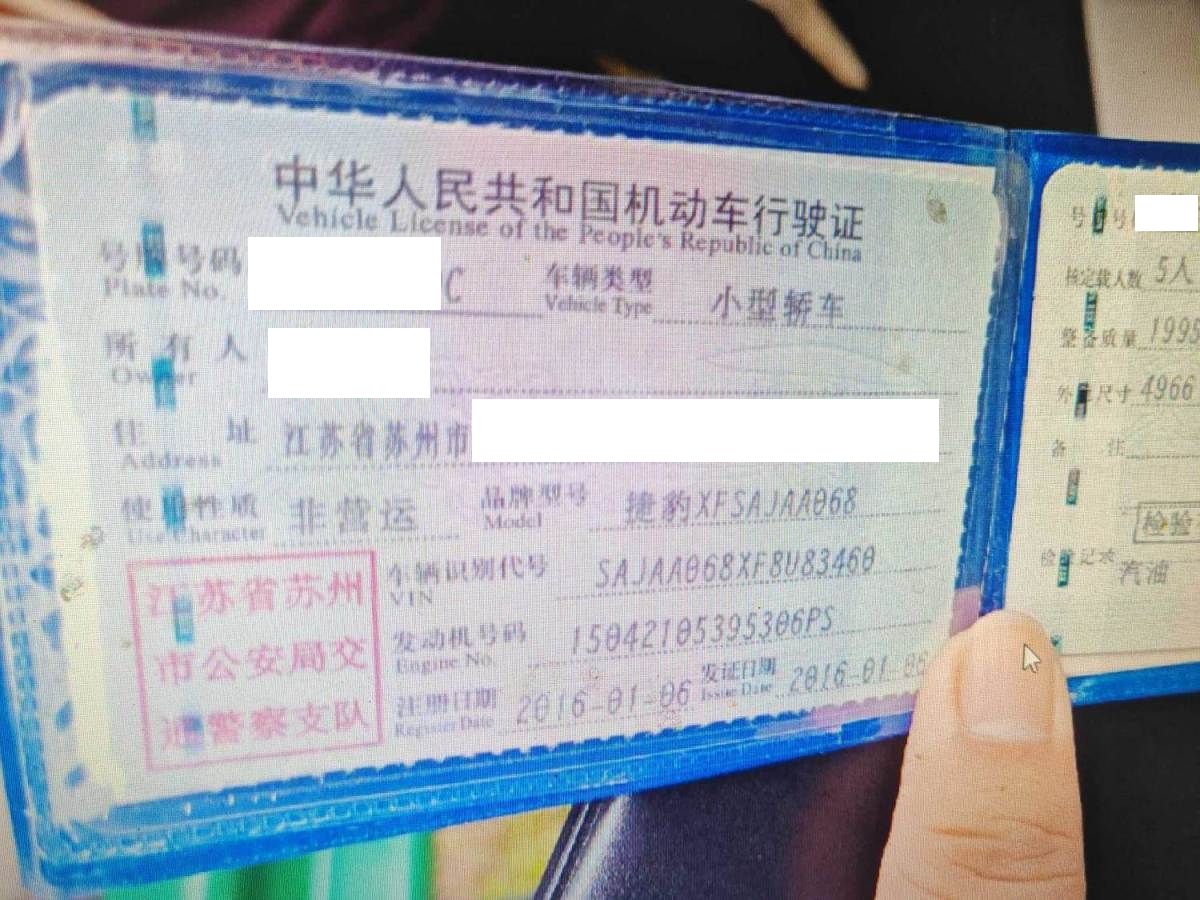 中华人民共和国机动车行驶证
Vehicle License of the People's Republic of China
号牌号码 C 车辆类型 小型轿车
Plate No. Vehicle Type
所有人
Owner
住址 江苏省苏州市
Address
使用性质 非营运 品牌型号 捷豹XFSAJAA068
Use Character Model
车辆识别代号 SAJAA068XF8U83460
VIN
发动机号码 15042105395306PS
Engine No.
注册日期 2016-01-06 发证日期 2016-01-06
Register Date Issue Date
江苏省苏州
市公安局交
通警察支队
号牌号
核定载人数 5人
整备质量 1995
外廓尺寸 4966
备注
检验
检验记录 汽油